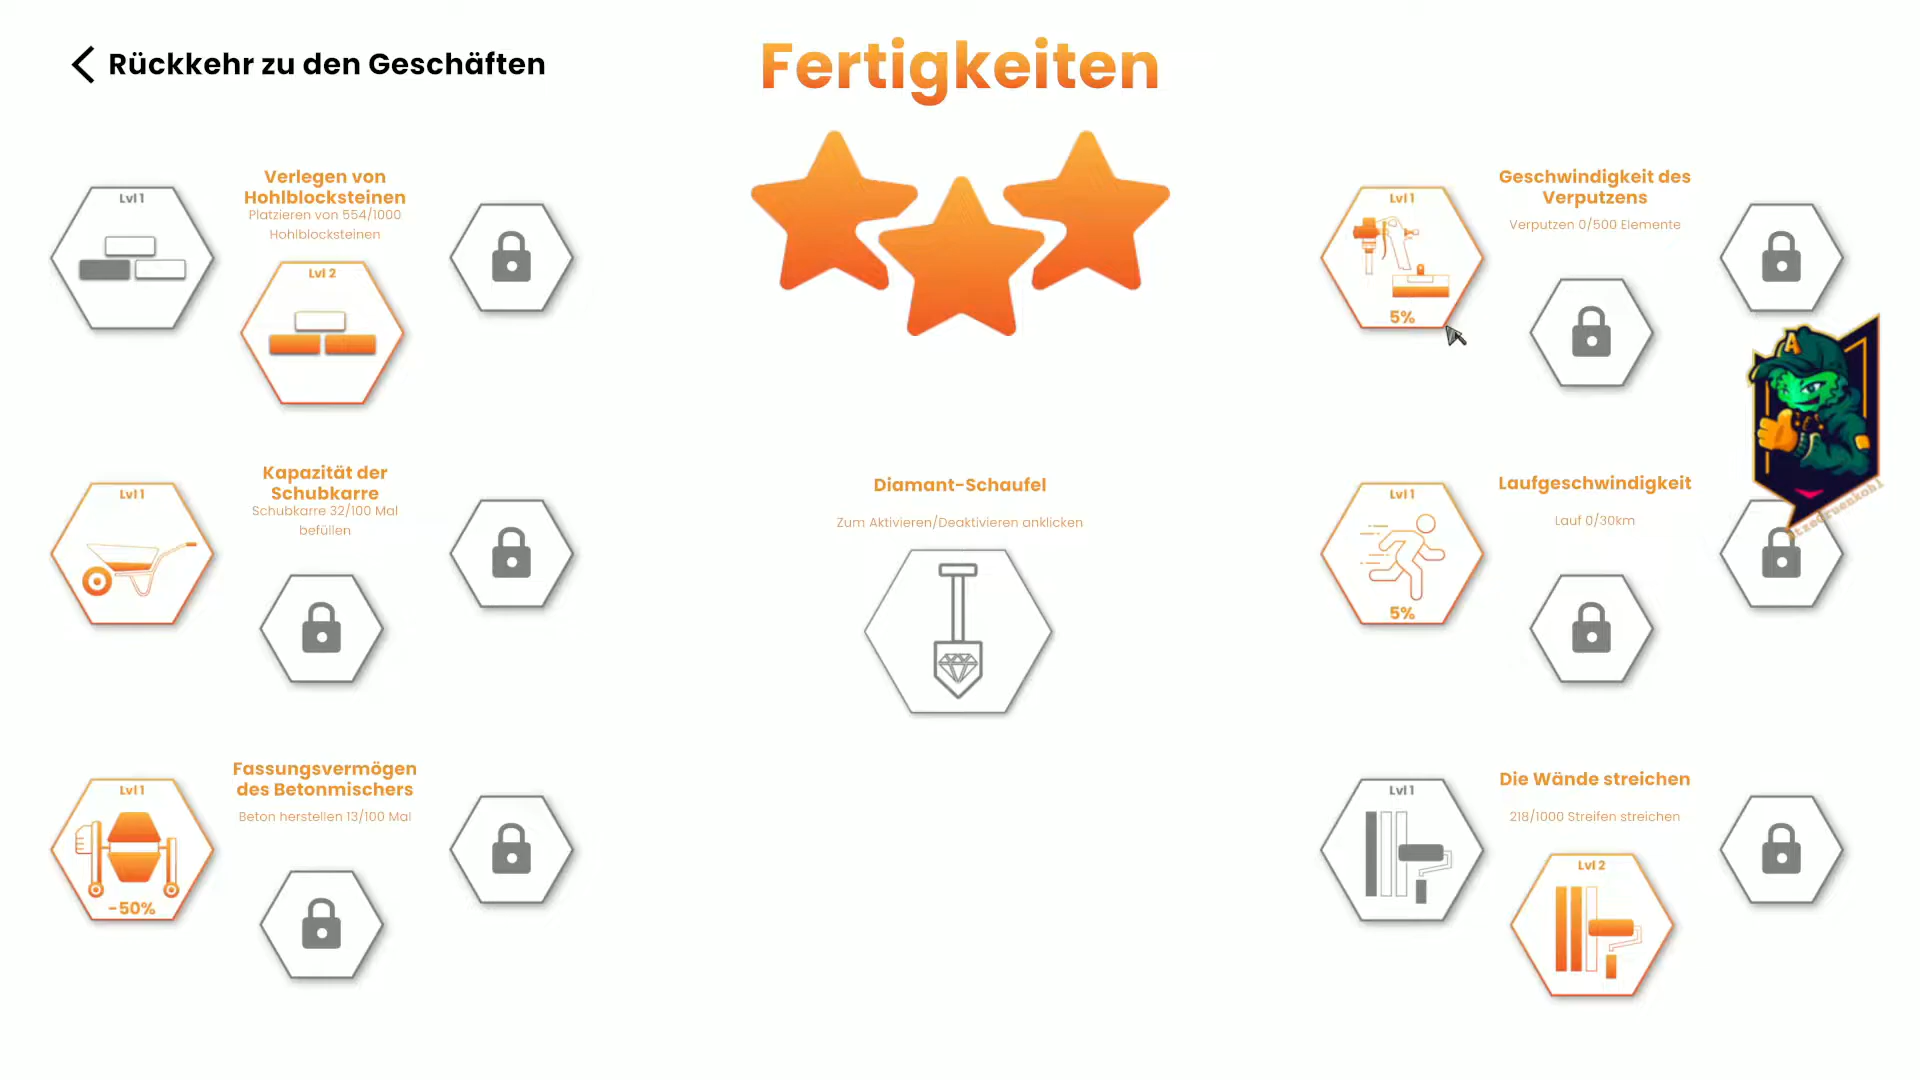 Rückkehr zu den Geschäften
Fertigkeiten
Lvl 1
Verlegen von
Hohlblocksteinen
Platzieren von 554/1000
Hohlblocksteinen
Lvl 2
Lvl 1
5%
Geschwindigkeit des
Verputzens
Verputzen 0/500 Elemente
A
Lvl 1
Kapazität der
Schubkarre
Schubkarre 32/100 Mal
befüllen
Diamant-Schaufel
Zum Aktivieren/Deaktivieren anklicken
Lvl 1
5%
Laufgeschwindigkeit
Lauf 0/30km
Lvl 1
-50%
Fassungsvermögen
des Betonmischers
Beton herstellen 13/100 Mal
Lvl 1
Die Wände streichen
218/1000 Streifen streichen
Lvl 2